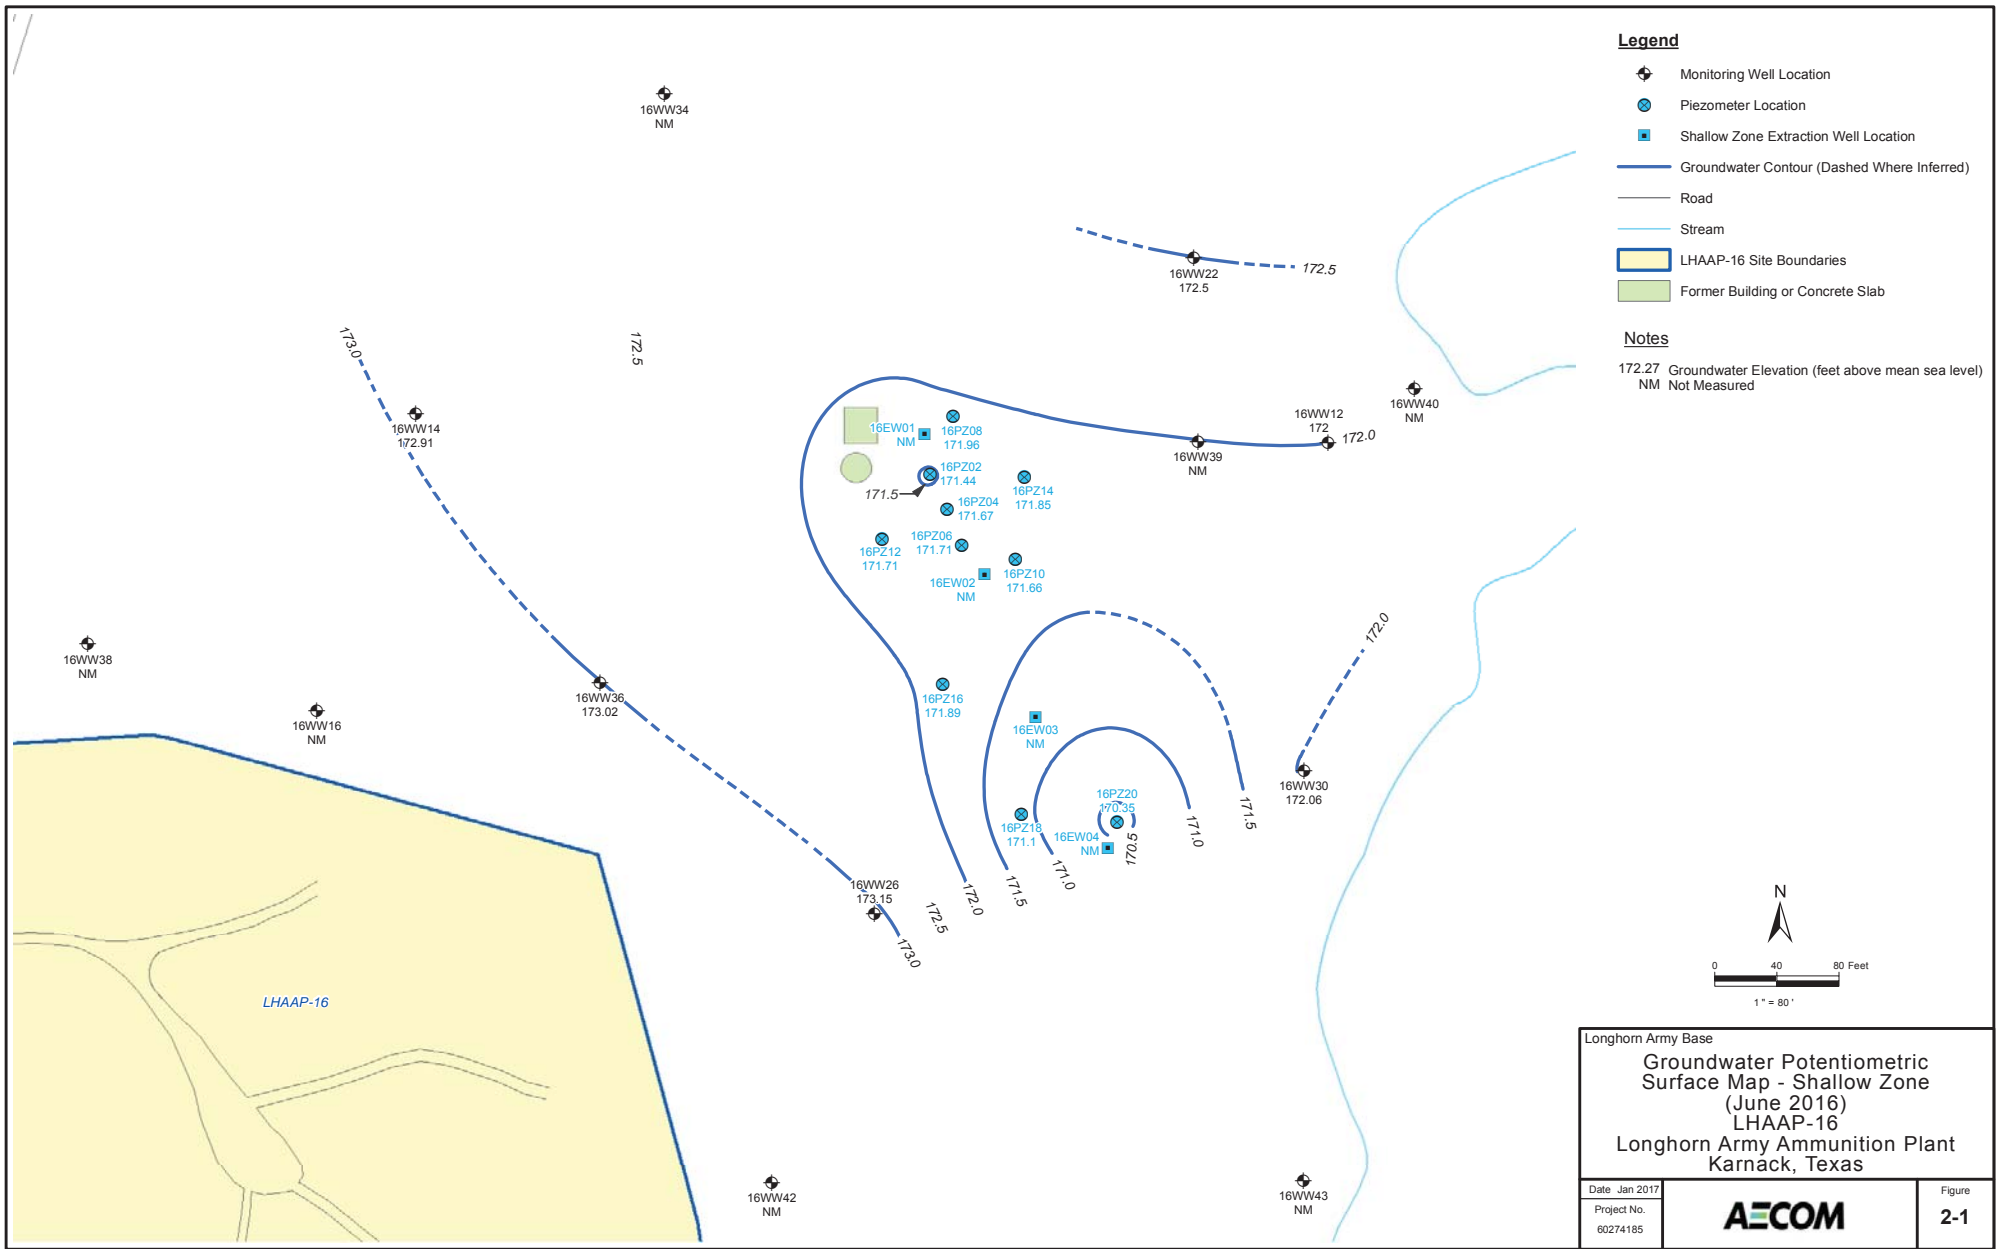 Legend
Monitoring Well Location
Piezometer Location
Shallow Zone Extraction Well Location
Groundwater Contour (Dashed Where Inferred)
Road
Stream
LHAAP-16 Site Boundaries
Former Building or Concrete Slab
Notes
172.27 Groundwater Elevation (feet above mean sea level)
NM Not Measured
16WW34
NM
16WW22
172.5
172.5
173.0
172.5
16WW14
172.91
16WW40
NM
16WW12
172
172.0
16WW39
NM
16EW01
NM
16PZ08
171.96
16PZ02
171.44
171.5
16PZ14
171.85
16PZ04
171.67
16PZ06
171.71
16PZ12
171.71
16PZ10
171.66
16EW02
NM
172.0
16WW38
NM
16WW16
NM
16WW36
173.02
16PZ16
171.89
16EW03
NM
16WW30
172.06
16PZ20
170.35
16PZ18
171.1
16EW04
NM
170.5
171.0
171.5
171.0
171.5
172.0
172.5
173.0
16WW26
173.15
LHAAP-16
16WW42
NM
16WW43
NM
N
0 40 80 Feet
1 " = 80 '
Longhorn Army Base
Groundwater Potentiometric
Surface Map - Shallow Zone
(June 2016)
LHAAP-16
Longhorn Army Ammunition Plant
Karnack, Texas
Date Jan 2017
Project No.
60274185
AECOM
Figure
2-1